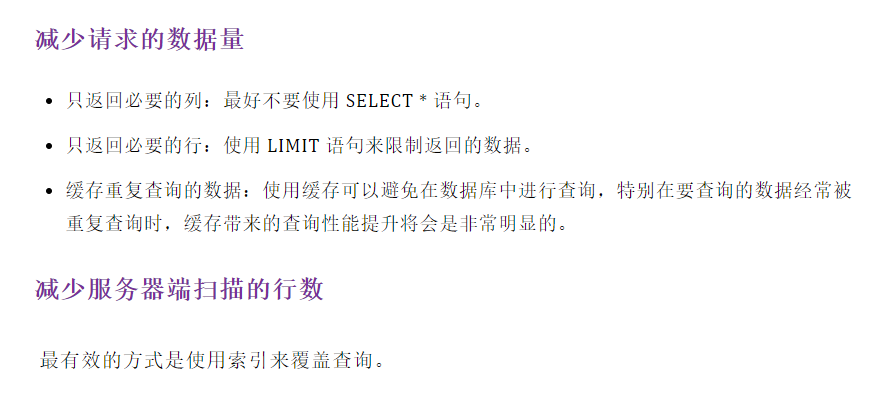 减少请求的数据量
• 只返回必要的列：最好不要使用 SELECT * 语句。
• 只返回必要的行：使用 LIMIT 语句来限制返回的数据。
• 缓存重复查询的数据：使用缓存可以避免在数据库中进行查询，特别在要查询的数据经常被
重复查询时，缓存带来的查询性能提升将会是非常明显的。
减少服务器端扫描的行数
最有效的方式是使用索引来覆盖查询。